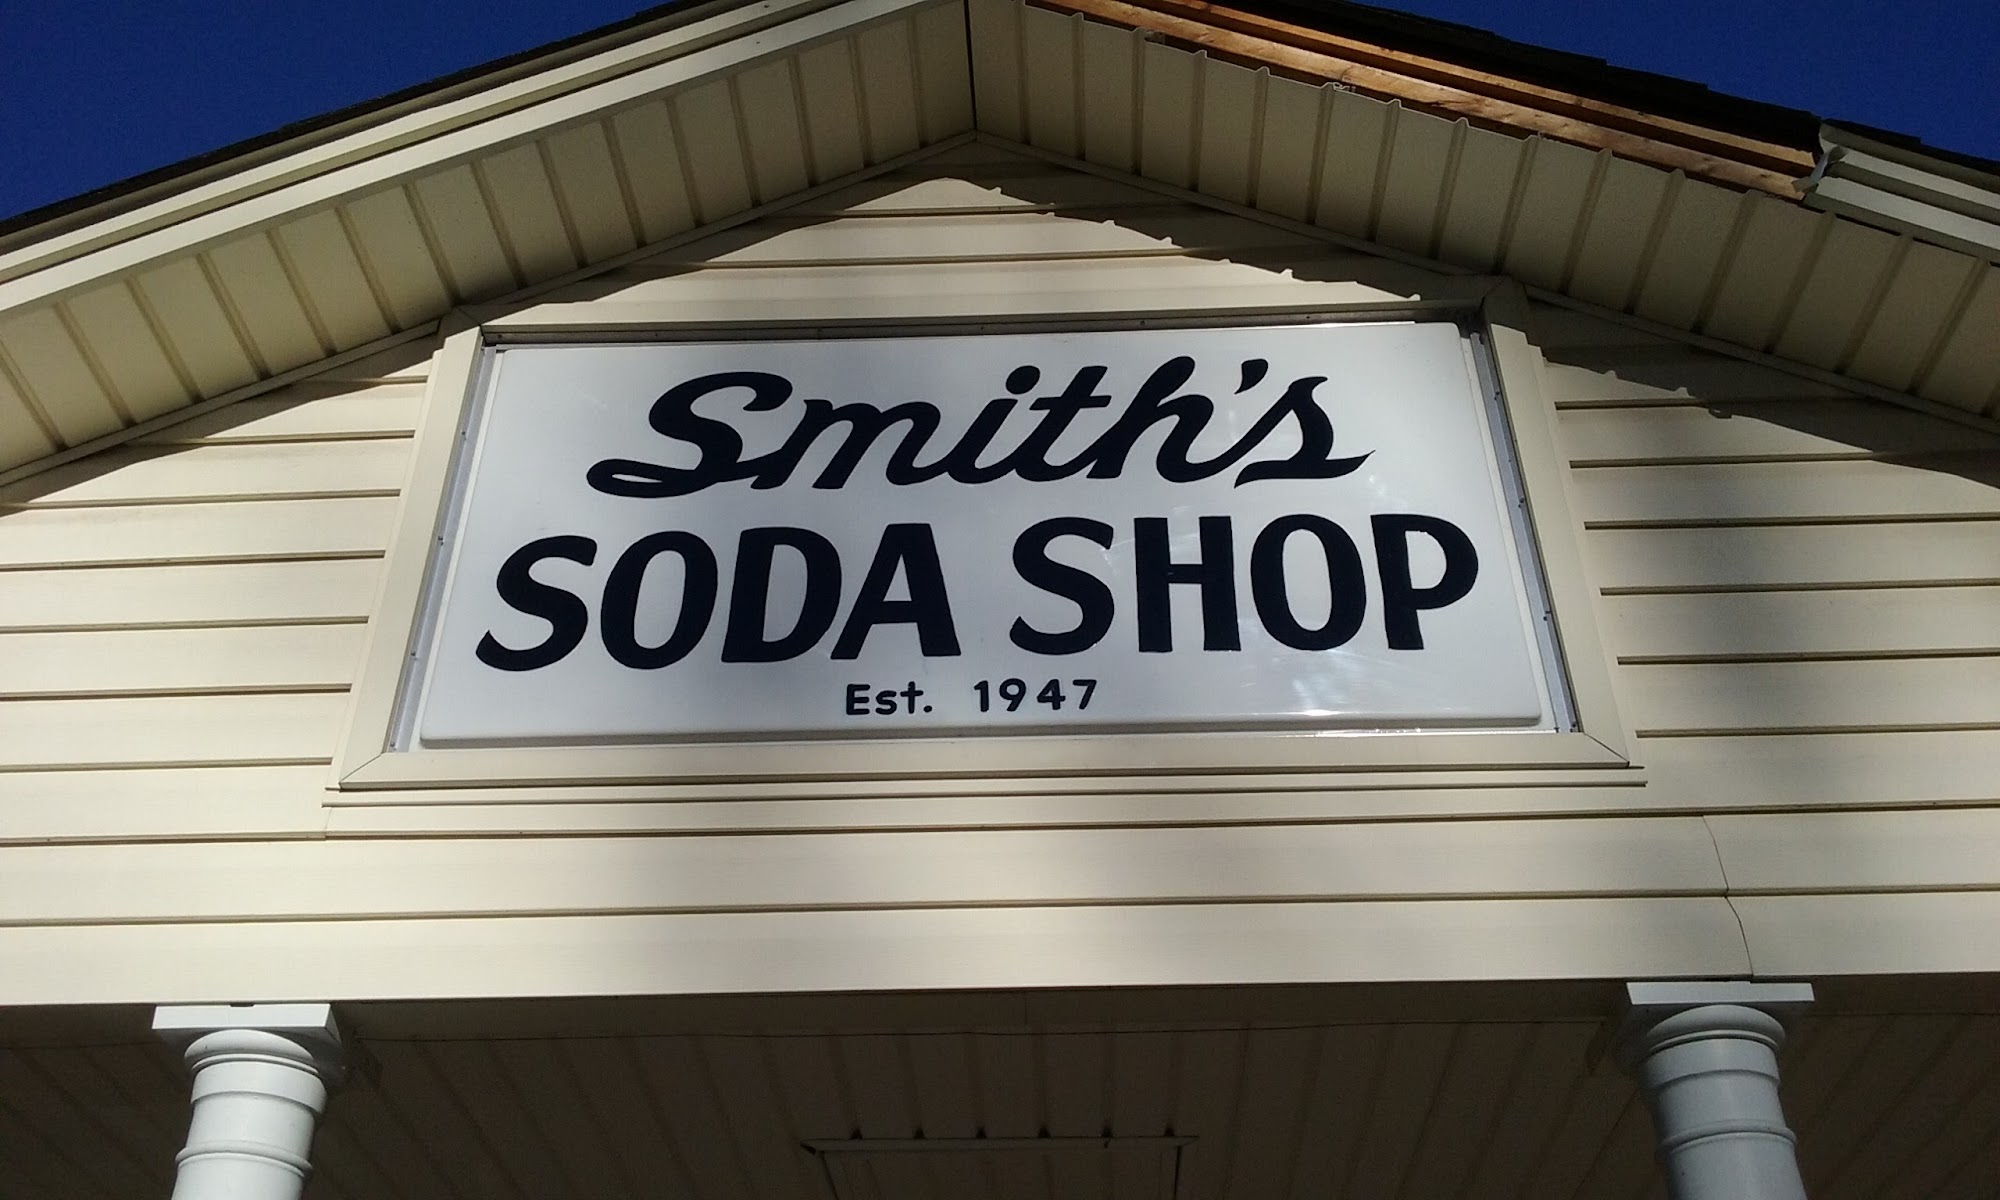 Smith's
SODA SHOP
Est. 1947